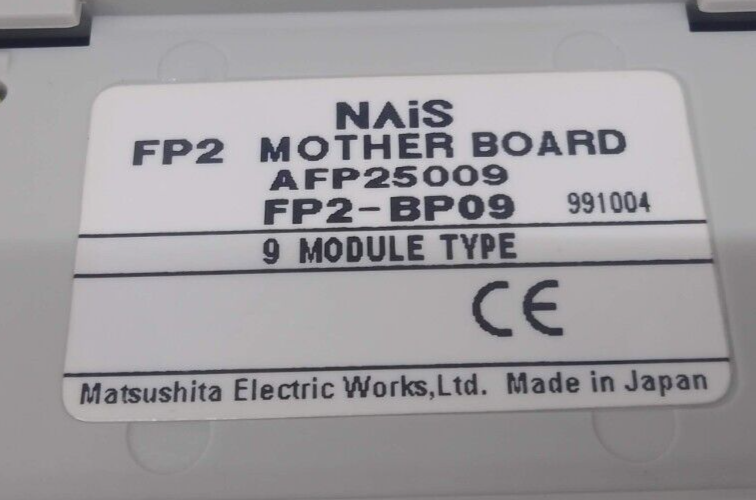 NAiS
FP2 MOTHER BOARD
AFP25009
FP2-BP09 991004
9 MODULE TYPE
CE
Matsushita Electric Works,Ltd. Made in Japan